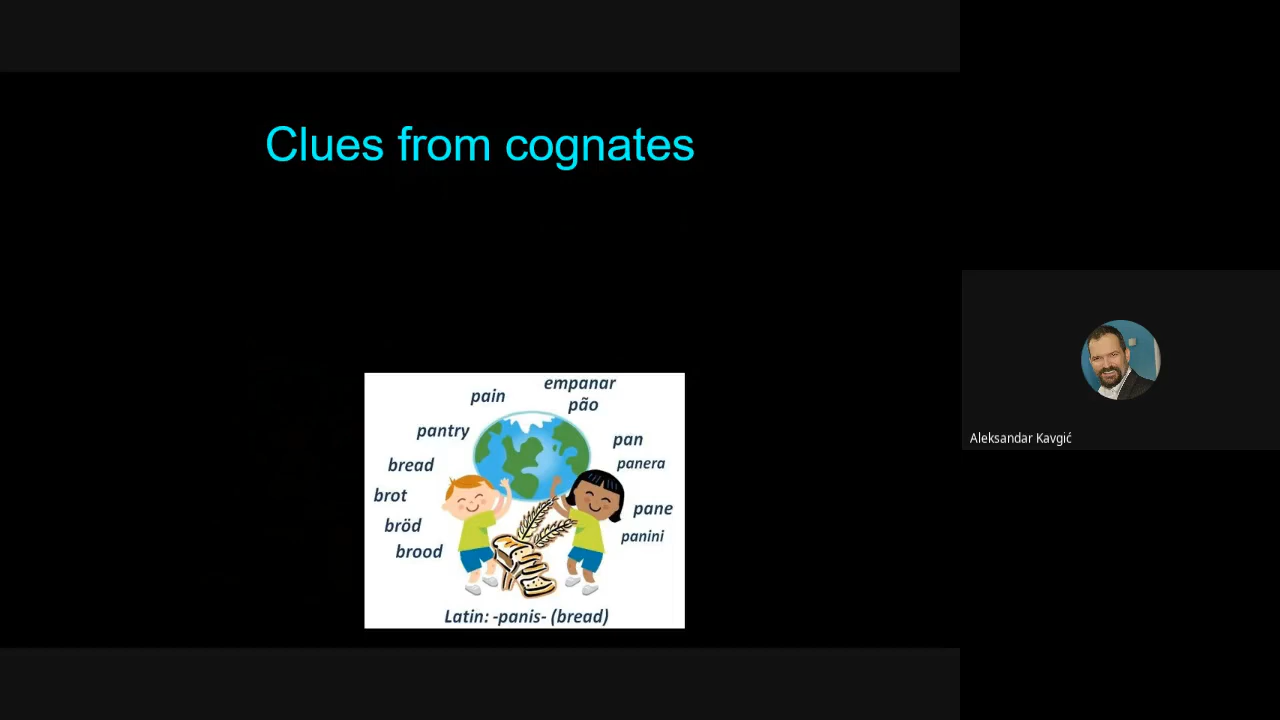 Clues from cognates
empanar
pain
pão
pantry
pan
bread
panera
brot
pane
bröd
panini
brood
Latin: -panis- (bread)
Aleksandar Kavgić